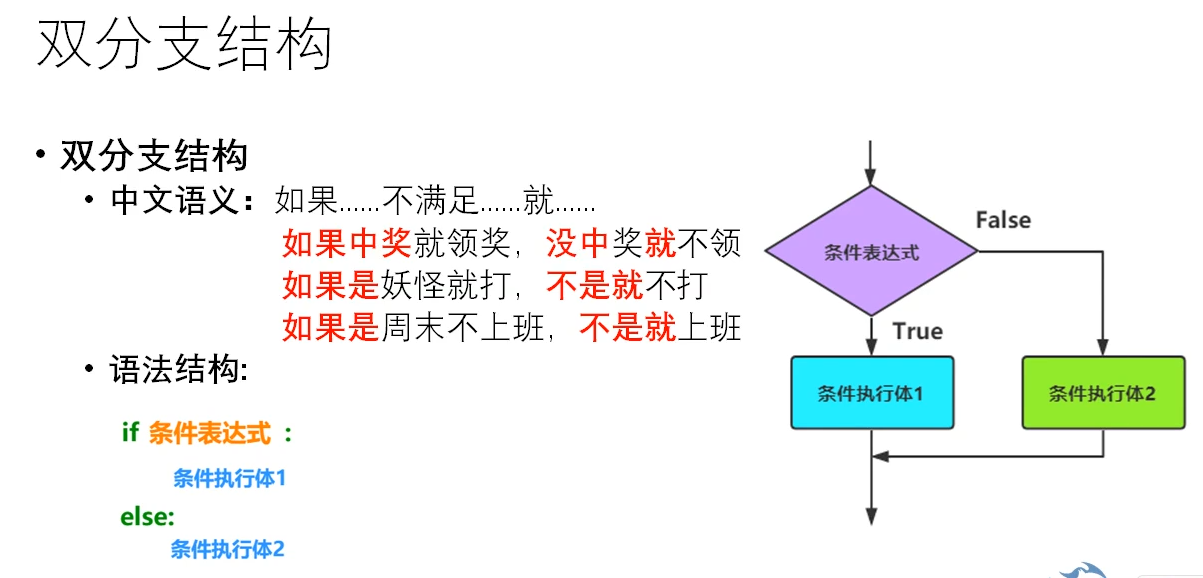 双分支结构
• 双分支结构
• 中文语义：如果......不满足......就......
如果中奖就领奖，没中奖就不领
如果是妖怪就打，不是就不打
如果是周末不上班，不是就上班
• 语法结构:
if 条件表达式 :
条件执行体1
else:
条件执行体2
False
条件表达式
True
条件执行体1
条件执行体2